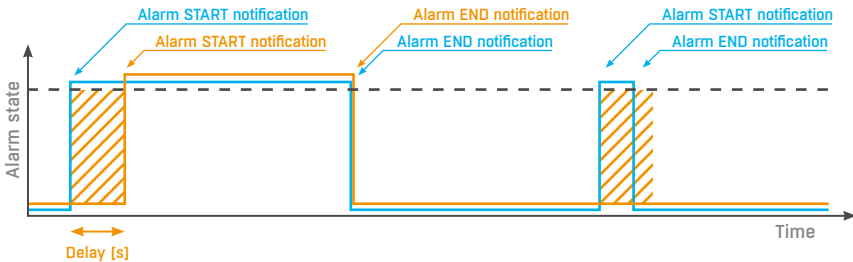 Alarm START notification
Alarm END notification
Alarm START notification
Alarm START notification
Alarm END notification
Alarm END notification
Alarm state
Time
Delay [s]